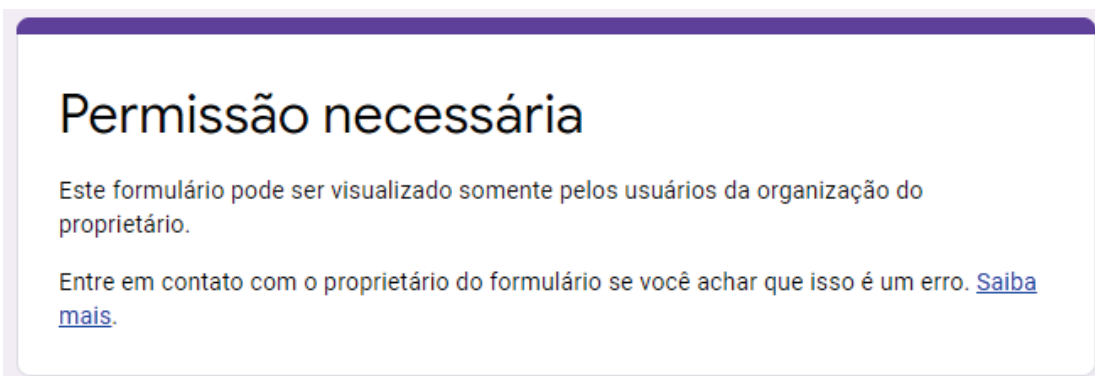 Permissão necessária
Este formulário pode ser visualizado somente pelos usuários da organização do
proprietário.
Entre em contato com o proprietário do formulário se você achar que isso é um erro. Saiba
mais.